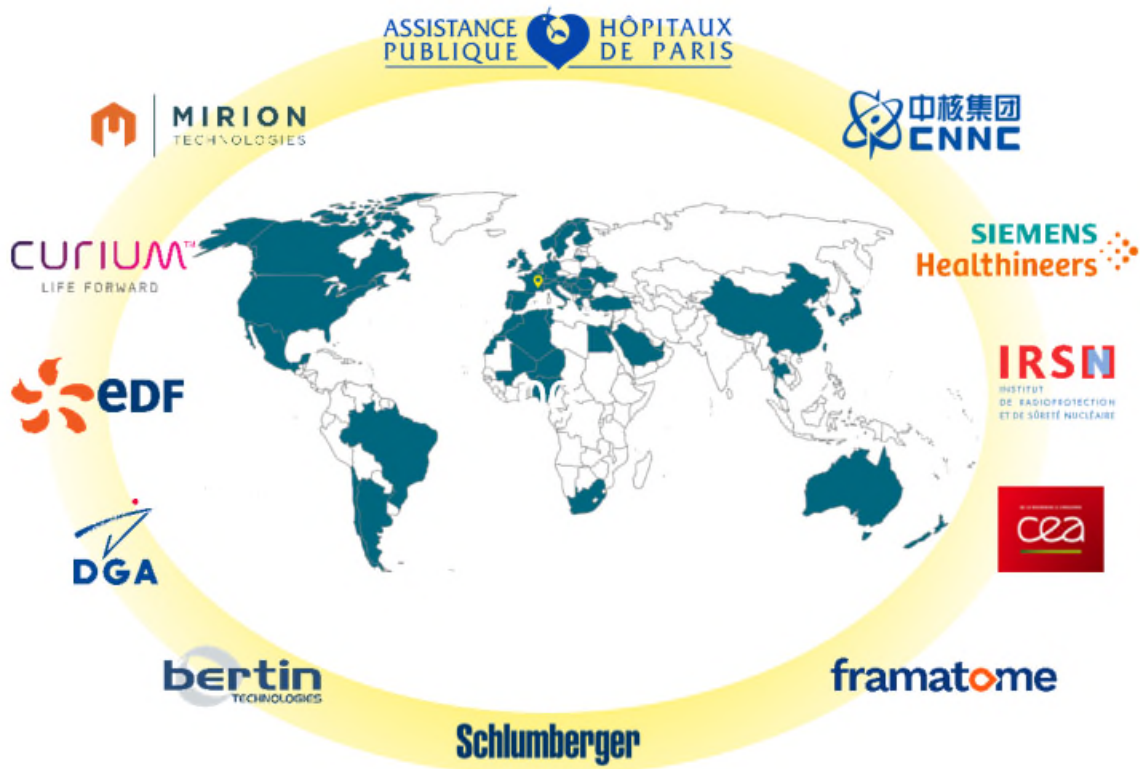 ASSISTANCE HÔPITAUX
PUBLIQUE DE PARIS
MIRION
TECHNOLOGIES
中核集团
CNNC
CURIUM™
LIFE FORWARD
SIEMENS
Healthineers
IRSN
INSTITUT
DE RADIOPROTECTION
ET DE SÛRETÉ NUCLÉAIRE
eDF
cea
DGA
bertin
TECHNOLOGIES
framatome
Schlumberger